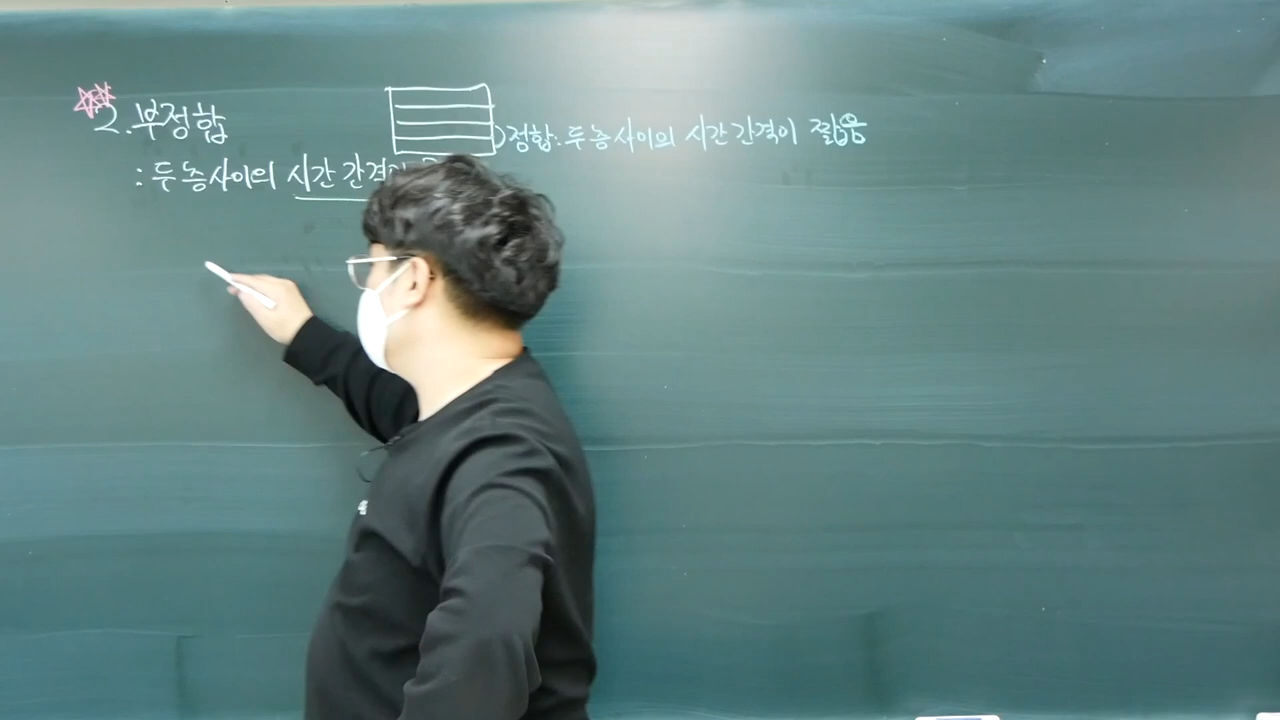 2. 부정합
정합: 두 층 사이의 시간 간격이 짧음
: 두 층 사이의 시간 간격이